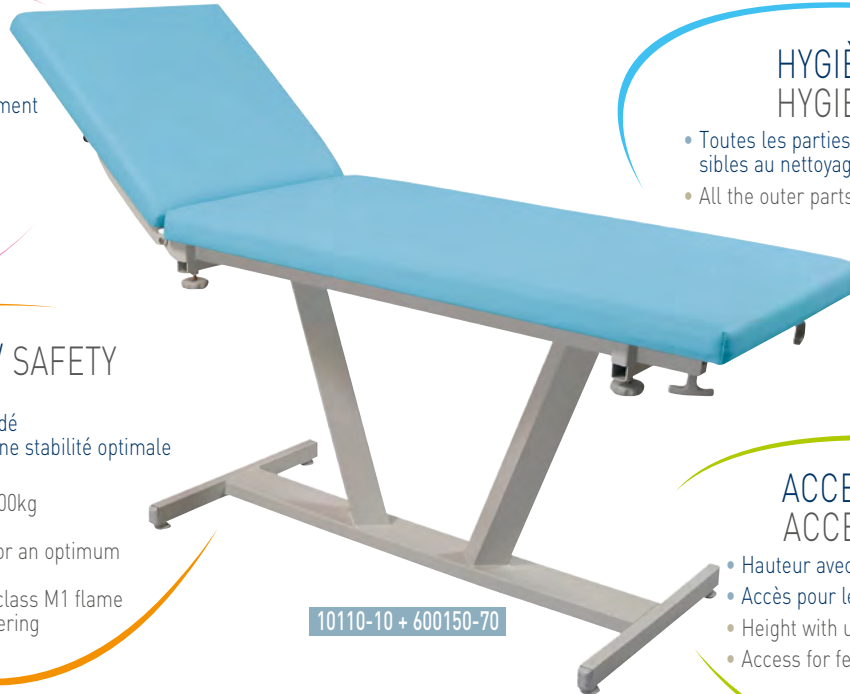 ment
HYGIÈ
HYGIE
• Toutes les parties
sibles au nettoyag
• All the outer parts
/ SAFETY
dé
ne stabilité optimale
00kg
or an optimum
class M1 flame
ering
10110-10 + 600150-70
ACCE
ACCE
• Hauteur avec
• Accès pour le
• Height with u
• Access for fe